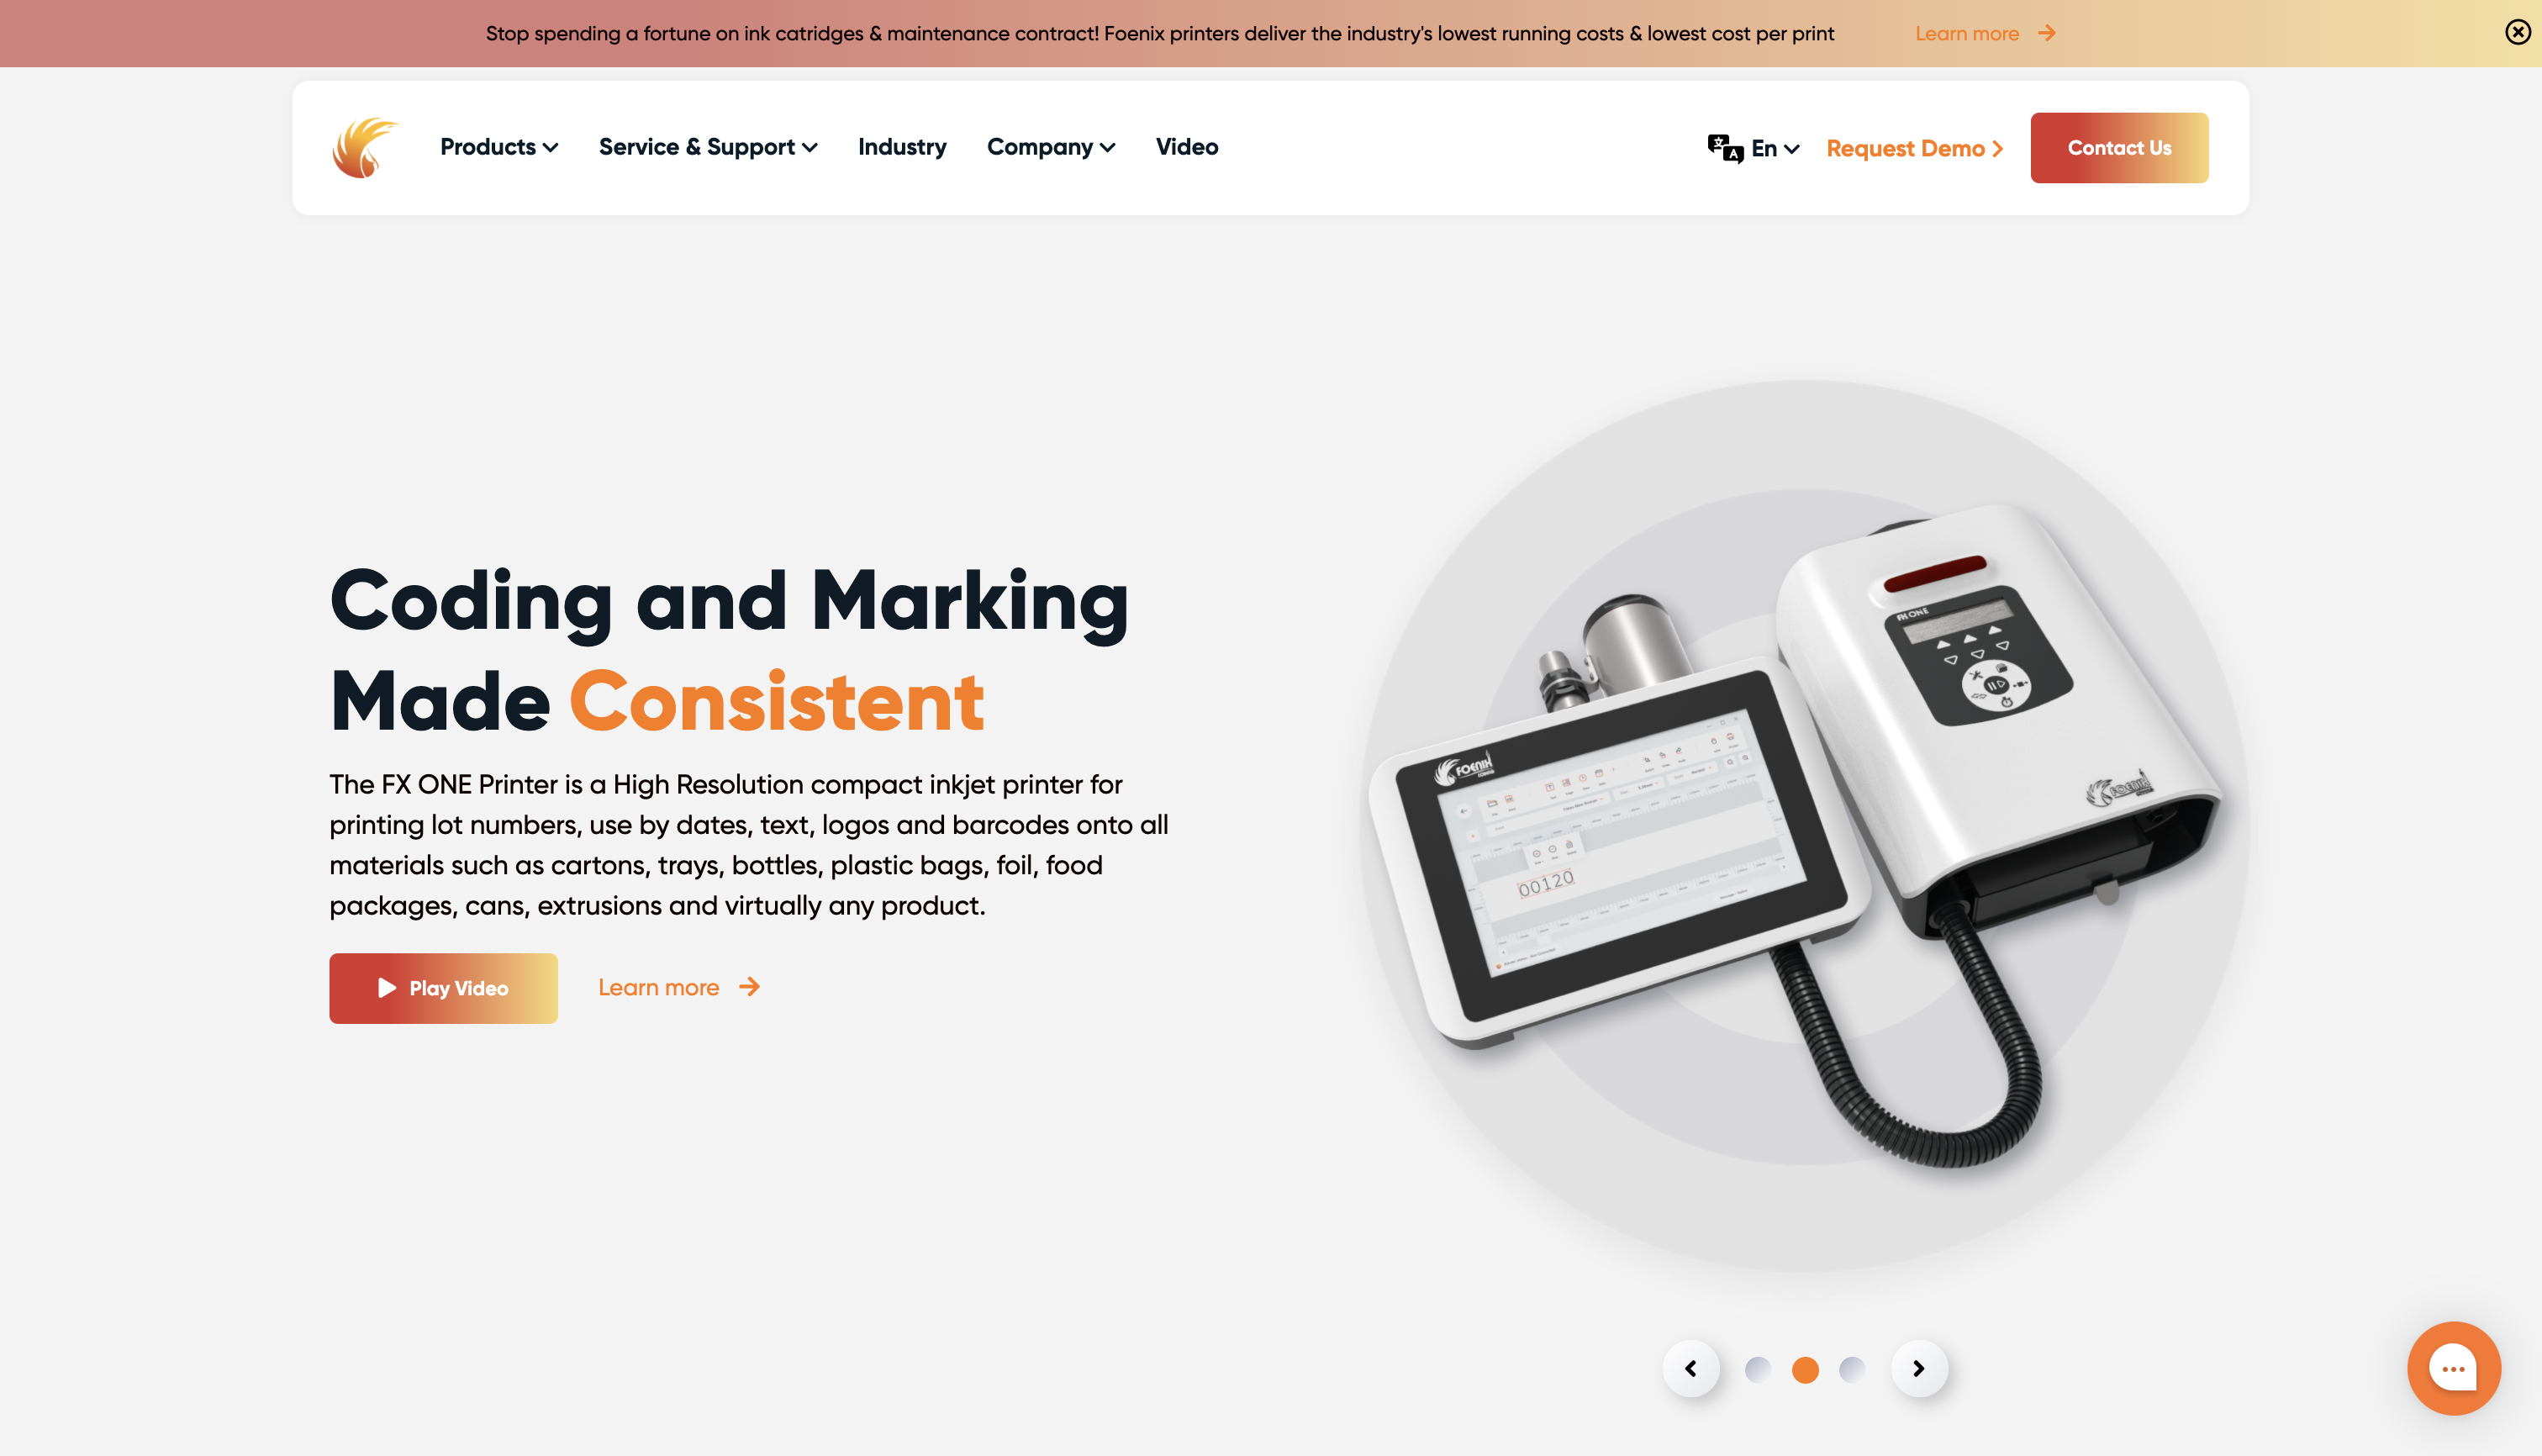 Stop spending a fortune on ink catridges & maintenance contract! Foenix printers deliver the industry's lowest running costs & lowest cost per print
Learn more
Products
Service & Support
Industry
Company
Video
En
Request Demo
Contact Us
Coding and Marking
Made Consistent
The FX ONE Printer is a High Resolution compact inkjet printer for
printing lot numbers, use by dates, text, logos and barcodes onto all
materials such as cartons, trays, bottles, plastic bags, foil, food
packages, cans, extrusions and virtually any product.
Play Video
Learn more
FX ONE
FOENIX
00120
FOENIX